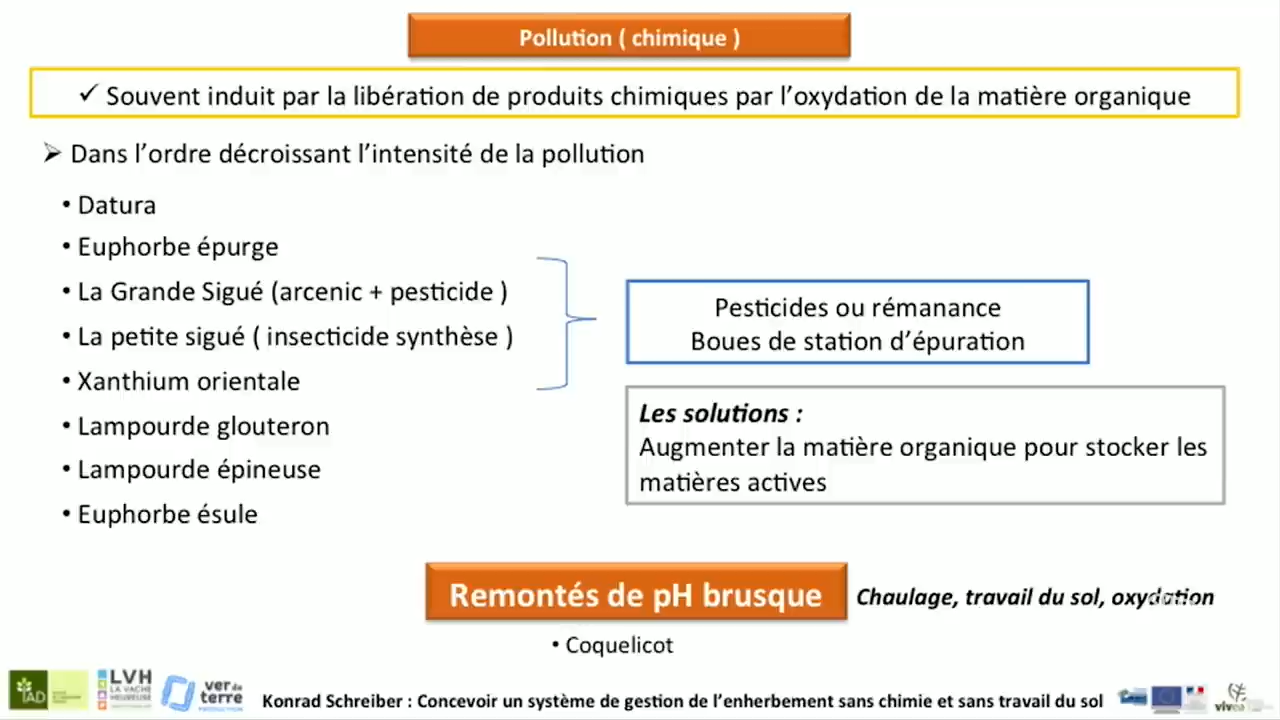 Pollution ( chimique )
✓ Souvent induit par la libération de produits chimiques par l’oxydation de la matière organique
➢ Dans l’ordre décroissant l’intensité de la pollution
• Datura
• Euphorbe épurge
• La Grande Sigué (arcenic + pesticide )
• La petite sigué ( insecticide synthèse )
• Xanthium orientale
• Lampourde glouteron
• Lampourde épineuse
• Euphorbe ésule
Pesticides ou rémanance
Boues de station d’épuration
Les solutions :
Augmenter la matière organique pour stocker les
matières actives
Remontés de pH brusque
Chaulage, travail du sol, oxydation
• Coquelicot
IAD
LVH
LA VACHE
HEUREUSE
ver de
terre
PRODUCTION
Konrad Schreiber : Concevoir un système de gestion de l’enherbement sans chimie et sans travail du sol
vivea